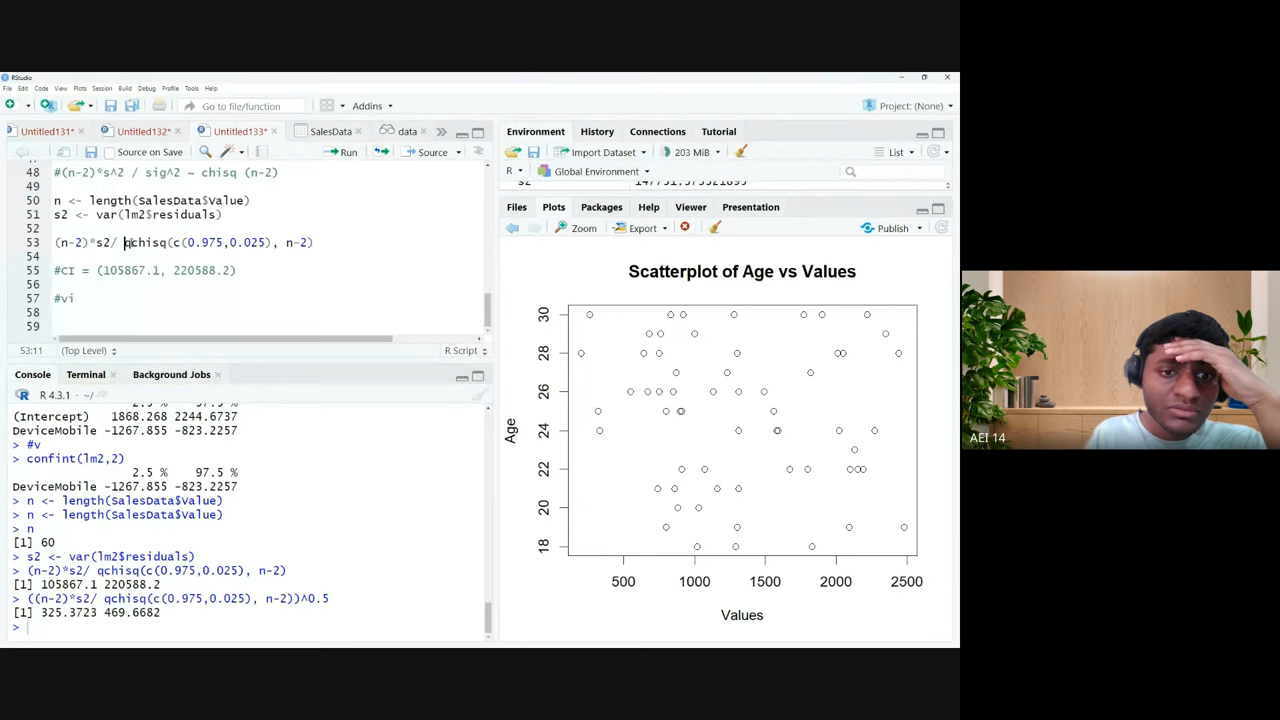 RStudio
File Edit Code View Plots Session Build Debug Profile Tools Help
Go to file/function
Addins
Project: (None)
Untitled131*
Untitled132*
Untitled133*
SalesData
data
Source on Save
Run
Source
48 #(n-2)*s^2 / sig^2 ~ chisq (n-2)
49
50 n <- length(SalesData$Value)
51 s2 <- var(lm2$residuals)
52
53 (n-2)*s2/ qchisq(c(0.975,0.025), n-2)
54
55 #CI = (105867.1, 220588.2)
56
57 #vi
58
59
53:11 (Top Level) R Script
Console Terminal Background Jobs
R 4.3.1 · ~/
(Intercept) 1868.268 2244.6737
DeviceMobile -1267.855 -823.2257
> #v
> confint(lm2,2)
2.5 % 97.5 %
DeviceMobile -1267.855 -823.2257
> n <- length(SalesData$Value)
> n <- length(SalesData$Value)
> n
[1] 60
> s2 <- var(lm2$residuals)
> (n-2)*s2/ qchisq(c(0.975,0.025), n-2)
[1] 105867.1 220588.2
> ((n-2)*s2/ qchisq(c(0.975,0.025), n-2))^0.5
[1] 325.3723 469.6682
>
Environment History Connections Tutorial
Import Dataset 203 MiB List
R Global Environment
Files Plots Packages Help Viewer Presentation
Zoom Export Publish
Scatterplot of Age vs Values
30
28
26
24
22
20
18
Age
500 1000 1500 2000 2500
Values
AEI 14